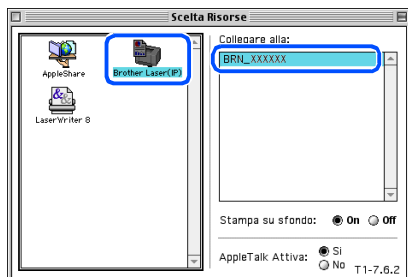 Scelta Risorse
AppleShare
Brother Laser(IP)
LaserWriter 8
Collegare alla:
BRN_XXXXXX
Stampa su sfondo: On Off
AppleTalk Attiva: Si
No
T1-7.6.2